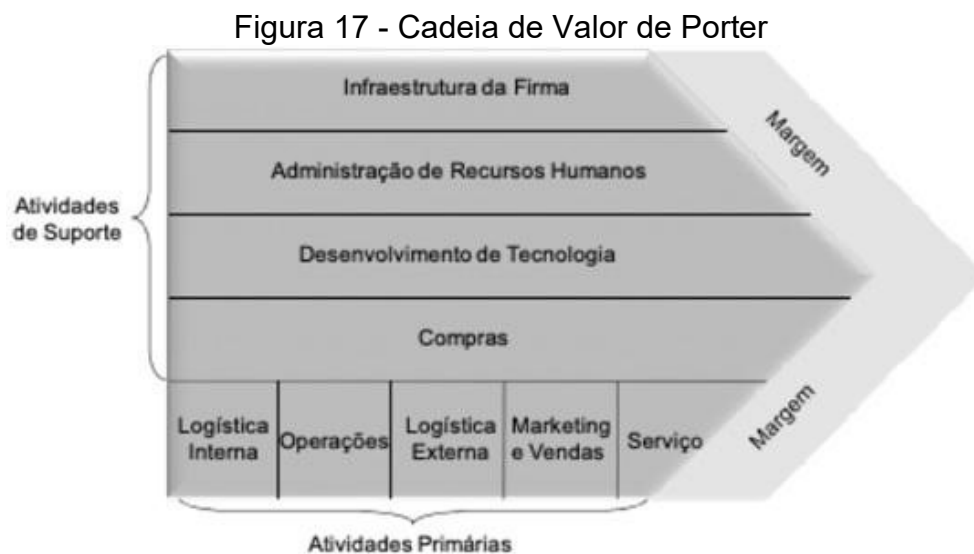 Figura 17 - Cadeia de Valor de Porter
Infraestrutura da Firma
Margem
Administração de Recursos Humanos
Atividades
de Suporte
Desenvolvimento de Tecnologia
Compras
Logística
Interna
Operações
Logística
Externa
Marketing
e Vendas
Serviço
Margem
Atividades Primárias